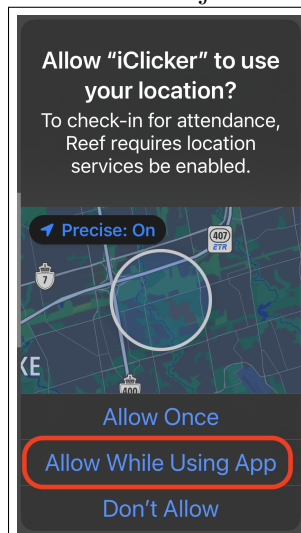 Allow “iClicker” to use
your location?
To check-in for attendance,
Reef requires location
services be enabled.
Precise: On
407
ETR
7
KE
400
Allow Once
Allow While Using App
Don’t Allow